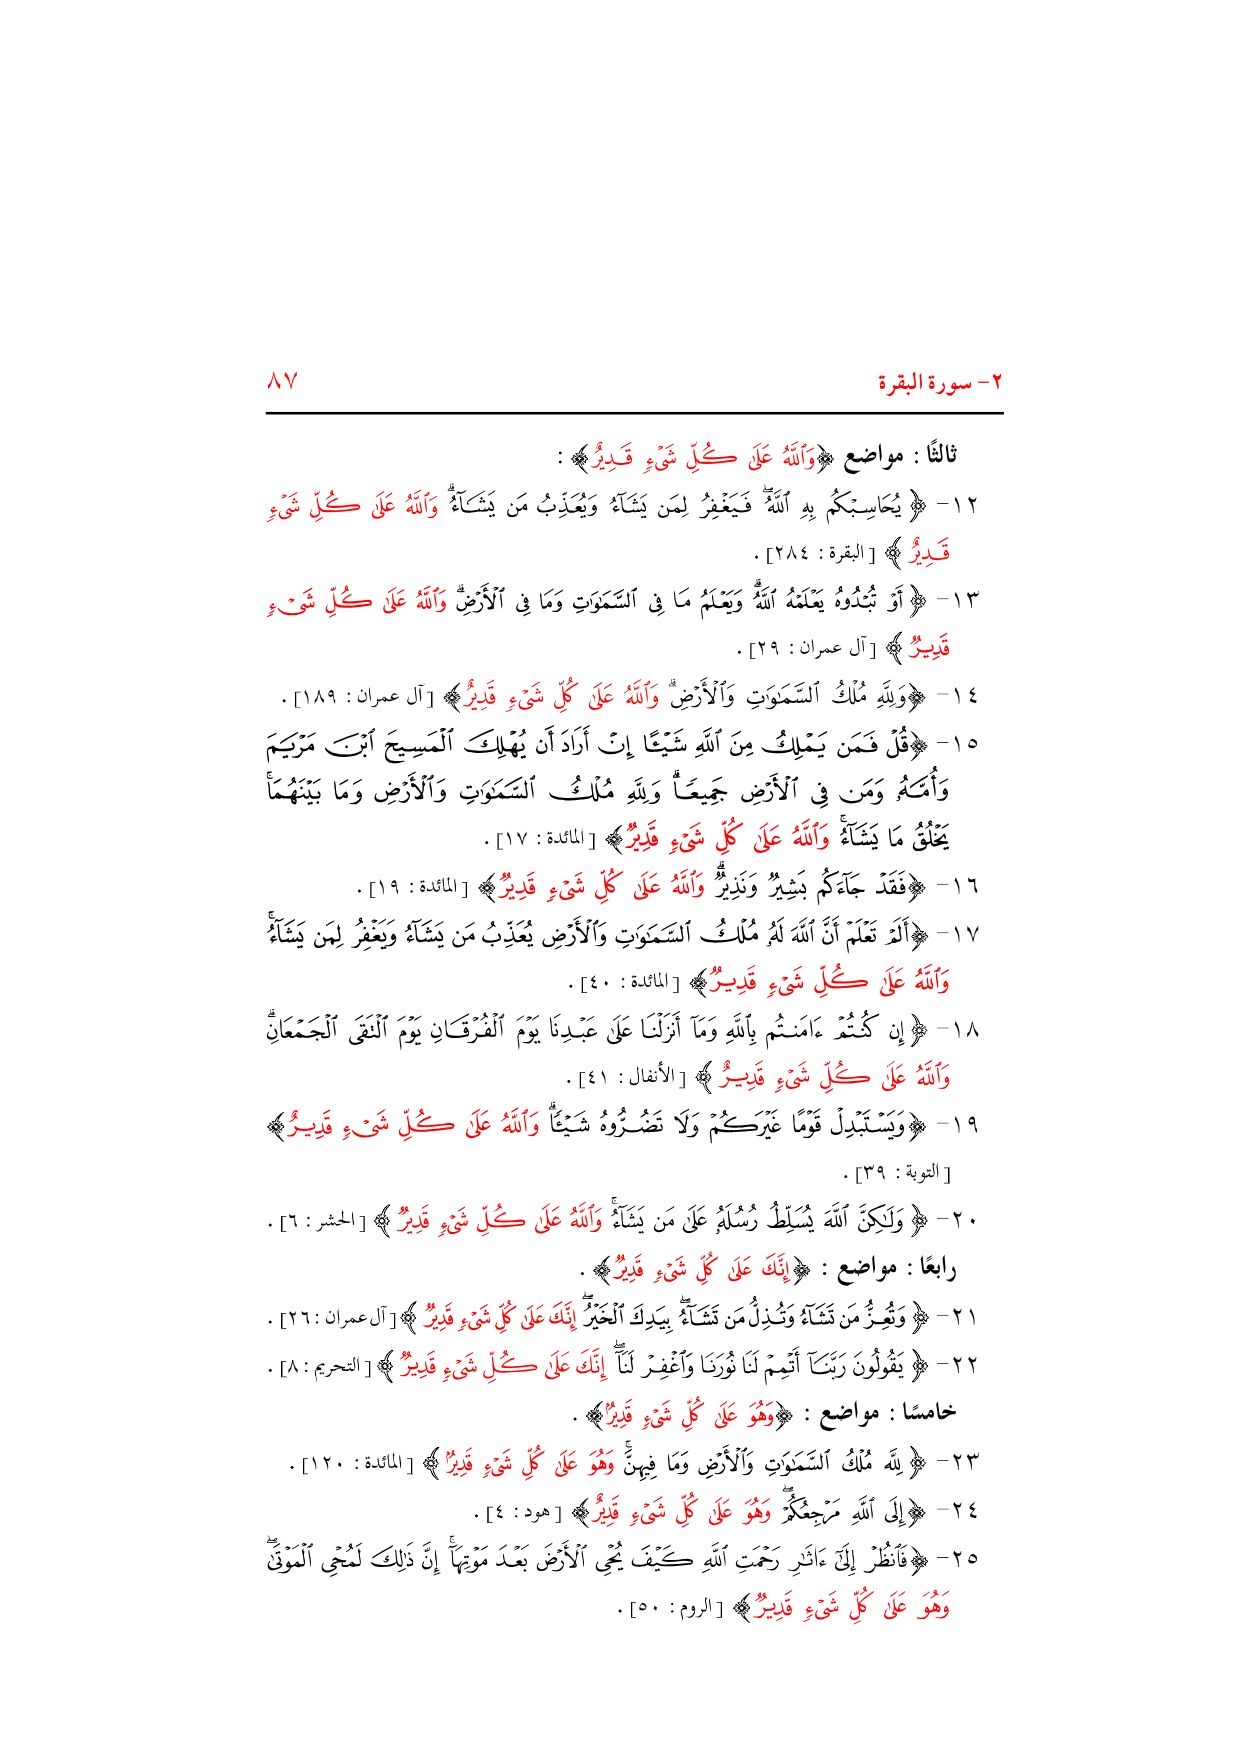 ٢- سورة البقرة ٨٧
ثالثًا : مواضع ﴿وَٱللَّهُ عَلَىٰ كُلِّ شَيْءٍ قَدِيرٌ﴾ :
١٢- ﴿ يُحَاسِبْكُم بِهِ ٱللَّهُۖ فَيَغْفِرُ لِمَن يَشَآءُ وَيُعَذِّبُ مَن يَشَآءُۗ وَٱللَّهُ عَلَىٰ كُلِّ شَيْءٍ
قَدِيرٌ ﴾ [البقرة : ٢٨٤] .
١٣- ﴿ أَوْ تُبْدُوهُ يَعْلَمْهُ ٱللَّهُۗ وَيَعْلَمُ مَا فِي ٱلسَّمَٰوَٰتِ وَمَا فِي ٱلْأَرْضِۗ وَٱللَّهُ عَلَىٰ كُلِّ شَيْءٍ
قَدِيرٌ ﴾ [آل عمران : ٢٩] .
١٤- ﴿وَلِلَّهِ مُلْكُ ٱلسَّمَٰوَٰتِ وَٱلْأَرْضِۗ وَٱللَّهُ عَلَىٰ كُلِّ شَيْءٍ قَدِيرٌ﴾ [آل عمران : ١٨٩] .
١٥- ﴿قُلْ فَمَن يَمْلِكُ مِنَ ٱللَّهِ شَيْـًٔا إِنْ أَرَادَ أَن يُهْلِكَ ٱلْمَسِيحَ ٱبْنَ مَرْيَمَ
وَأُمَّهُۥ وَمَن فِي ٱلْأَرْضِ جَمِيعًاۗ وَلِلَّهِ مُلْكُ ٱلسَّمَٰوَٰتِ وَٱلْأَرْضِ وَمَا بَيْنَهُمَاۚ
يَخْلُقُ مَا يَشَآءُۚ وَٱللَّهُ عَلَىٰ كُلِّ شَيْءٍ قَدِيرٌ﴾ [المائدة : ١٧] .
١٦- ﴿فَقَدْ جَآءَكُم بَشِيرٌ وَنَذِيرٌۗ وَٱللَّهُ عَلَىٰ كُلِّ شَيْءٍ قَدِيرٌ﴾ [المائدة : ١٩] .
١٧- ﴿أَلَمْ تَعْلَمْ أَنَّ ٱللَّهَ لَهُۥ مُلْكُ ٱلسَّمَٰوَٰتِ وَٱلْأَرْضِ يُعَذِّبُ مَن يَشَآءُ وَيَغْفِرُ لِمَن يَشَآءُۗ
وَٱللَّهُ عَلَىٰ كُلِّ شَيْءٍ قَدِيرٌ﴾ [المائدة : ٤٠] .
١٨- ﴿ إِن كُنتُمْ ءَامَنتُم بِٱللَّهِ وَمَآ أَنزَلْنَا عَلَىٰ عَبْدِنَا يَوْمَ ٱلْفُرْقَانِ يَوْمَ ٱلْتَقَى ٱلْجَمْعَانِۗ
وَٱللَّهُ عَلَىٰ كُلِّ شَيْءٍ قَدِيرٌ ﴾ [الأنفال : ٤١] .
١٩- ﴿وَيَسْتَبْدِلْ قَوْمًا غَيْرَكُمْ وَلَا تَضُرُّوهُ شَيْـًٔاۗ وَٱللَّهُ عَلَىٰ كُلِّ شَيْءٍ قَدِيرٌ﴾
[التوبة : ٣٩] .
٢٠- ﴿ وَلَٰكِنَّ ٱللَّهَ يُسَلِّطُ رُسُلَهُۥ عَلَىٰ مَن يَشَآءُۚ وَٱللَّهُ عَلَىٰ كُلِّ شَيْءٍ قَدِيرٌ ﴾ [الحشر : ٦] .
رابعًا : مواضع : ﴿إِنَّكَ عَلَىٰ كُلِّ شَيْءٍ قَدِيرٌ﴾ .
٢١- ﴿ وَتُعِزُّ مَن تَشَآءُ وَتُذِلُّ مَن تَشَآءُۖ بِيَدِكَ ٱلْخَيْرُۖ إِنَّكَ عَلَىٰ كُلِّ شَيْءٍ قَدِيرٌ ﴾ [آل عمران : ٢٦] .
٢٢- ﴿ يَقُولُونَ رَبَّنَآ أَتْمِمْ لَنَا نُورَنَا وَٱغْفِرْ لَنَآۖ إِنَّكَ عَلَىٰ كُلِّ شَيْءٍ قَدِيرٌ ﴾ [التحريم : ٨] .
خامسًا : مواضع : ﴿وَهُوَ عَلَىٰ كُلِّ شَيْءٍ قَدِيرٌ﴾ .
٢٣- ﴿ لِلَّهِ مُلْكُ ٱلسَّمَٰوَٰتِ وَٱلْأَرْضِ وَمَا فِيهِنَّۚ وَهُوَ عَلَىٰ كُلِّ شَيْءٍ قَدِيرٌ ﴾ [المائدة : ١٢٠] .
٢٤- ﴿إِلَى ٱللَّهِ مَرْجِعُكُمْۖ وَهُوَ عَلَىٰ كُلِّ شَيْءٍ قَدِيرٌ﴾ [هود : ٤] .
٢٥- ﴿فَٱنظُرْ إِلَىٰٓ ءَاثَٰرِ رَحْمَتِ ٱللَّهِ كَيْفَ يُحْيِ ٱلْأَرْضَ بَعْدَ مَوْتِهَآۚ إِنَّ ذَٰلِكَ لَمُحْيِ ٱلْمَوْتَىٰۖ
وَهُوَ عَلَىٰ كُلِّ شَيْءٍ قَدِيرٌ﴾ [الروم : ٥٠] .